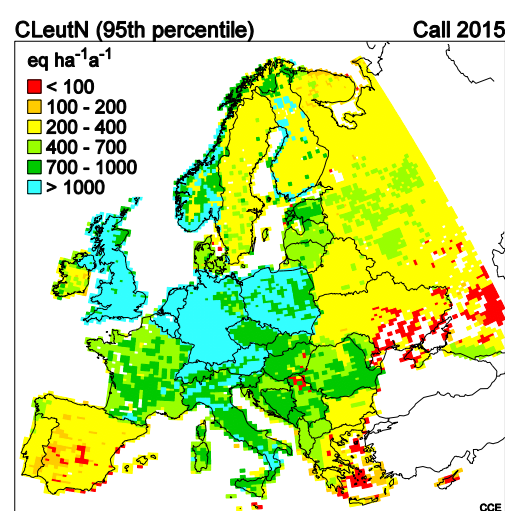 CLeutN (95th percentile) Call 2015
eq ha⁻¹a⁻¹
< 100
100 - 200
200 - 400
400 - 700
700 - 1000
> 1000
CCE